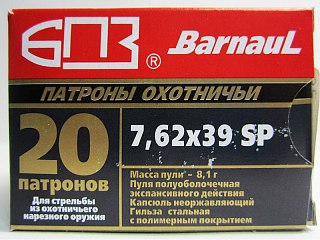 БПЗ ® BARNAUL
ПАТРОНЫ ОХОТНИЧЬИ
20
ПАТРОНОВ
Для стрельбы
из охотничьего
нарезного оружия
7,62x39 SP
Масса пули - 8,1 г
Пуля полуоболочечная
экспансивного действия
Капсюль неоржавляющий
Гильза стальная
с полимерным покрытием